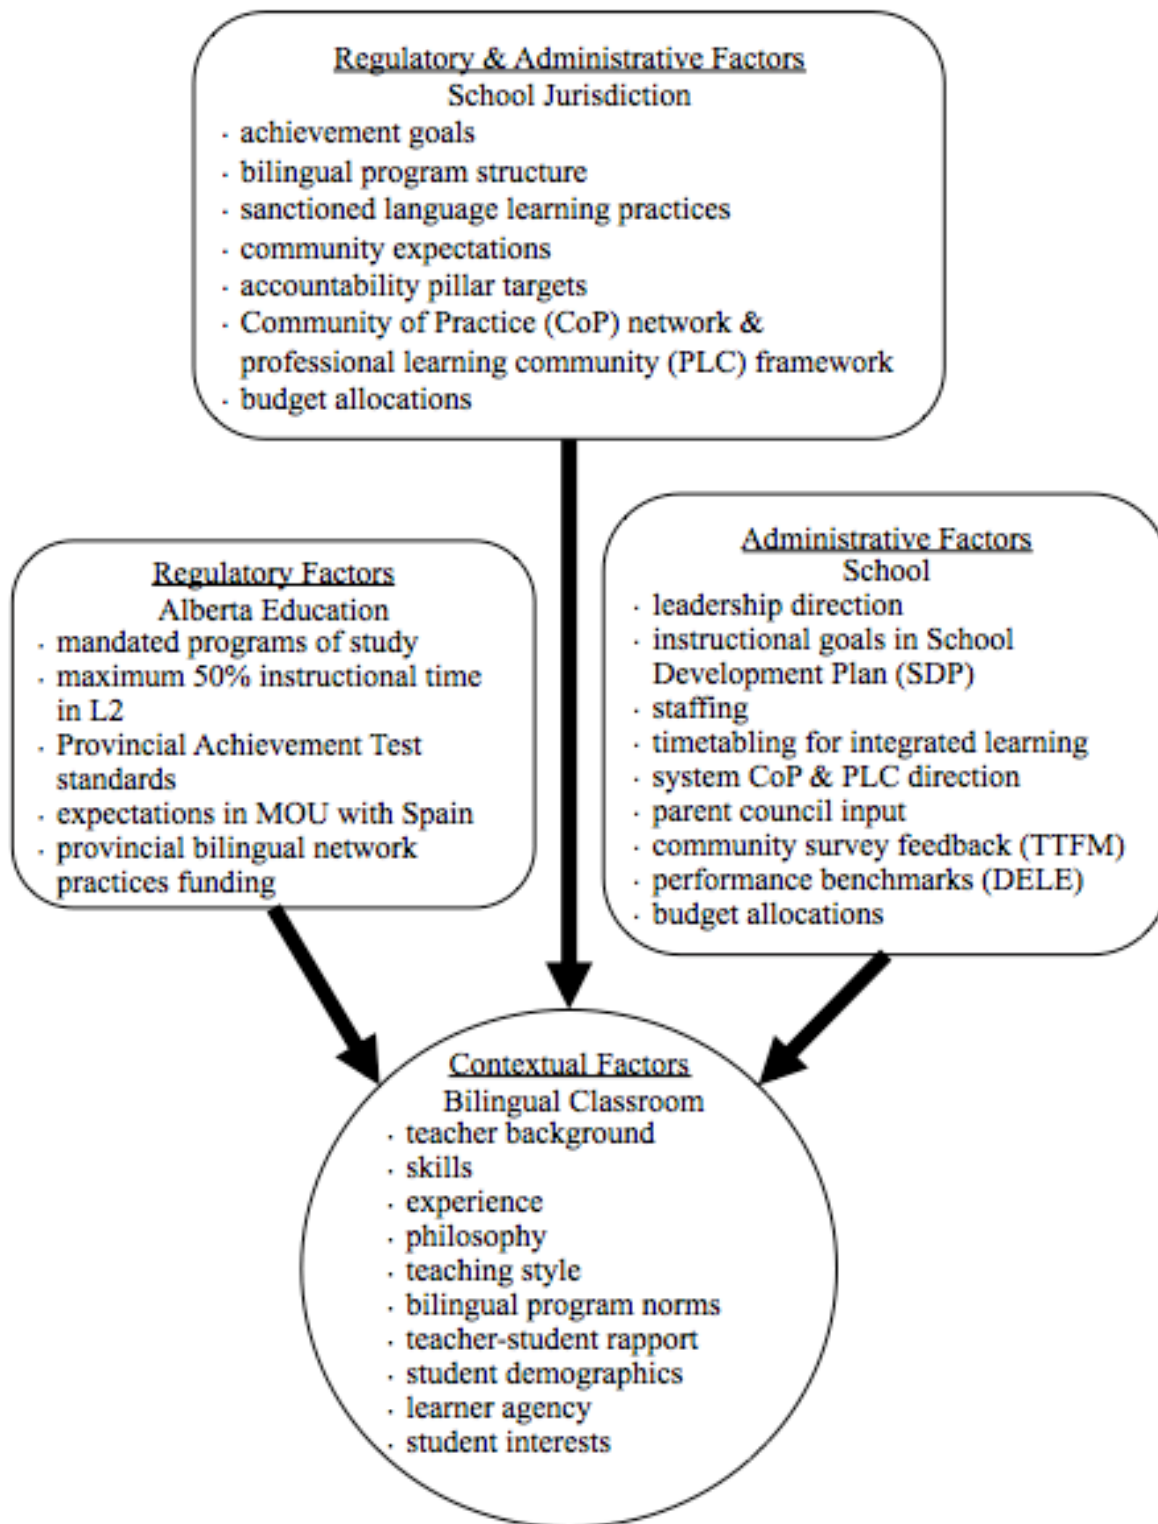 Regulatory & Administrative Factors
School Jurisdiction
· achievement goals
· bilingual program structure
· sanctioned language learning practices
· community expectations
· accountability pillar targets
· Community of Practice (CoP) network &
professional learning community (PLC) framework
· budget allocations
Regulatory Factors
Alberta Education
· mandated programs of study
· maximum 50% instructional time
in L2
· Provincial Achievement Test
standards
· expectations in MOU with Spain
· provincial bilingual network
practices funding
Administrative Factors
School
· leadership direction
· instructional goals in School
Development Plan (SDP)
· staffing
· timetabling for integrated learning
· system CoP & PLC direction
· parent council input
· community survey feedback (TTFM)
· performance benchmarks (DELE)
· budget allocations
Contextual Factors
Bilingual Classroom
· teacher background
· skills
· experience
· philosophy
· teaching style
· bilingual program norms
· teacher-student rapport
· student demographics
· learner agency
· student interests